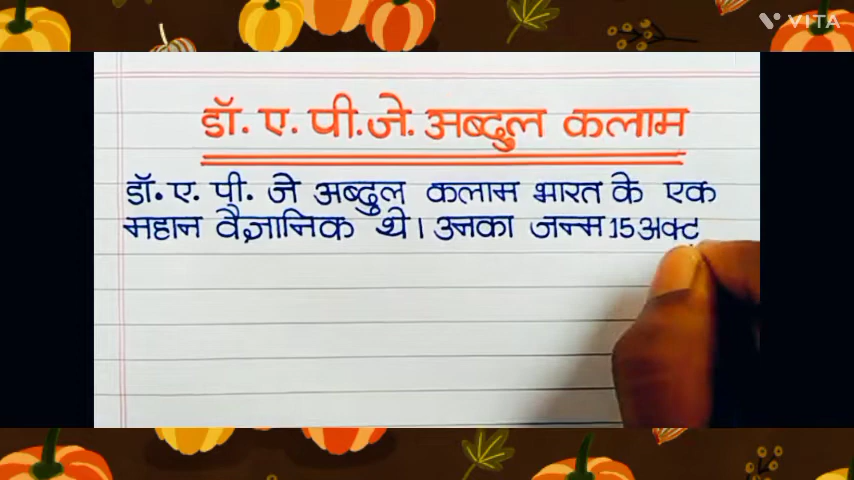 VITA
डॉ. ए. पी.जे. अब्दुल कलाम
डॉ. ए. पी. जे अब्दुल कलाम भारत के एक
महान वैज्ञानिक थे। उनका जन्म 15 अक्ट